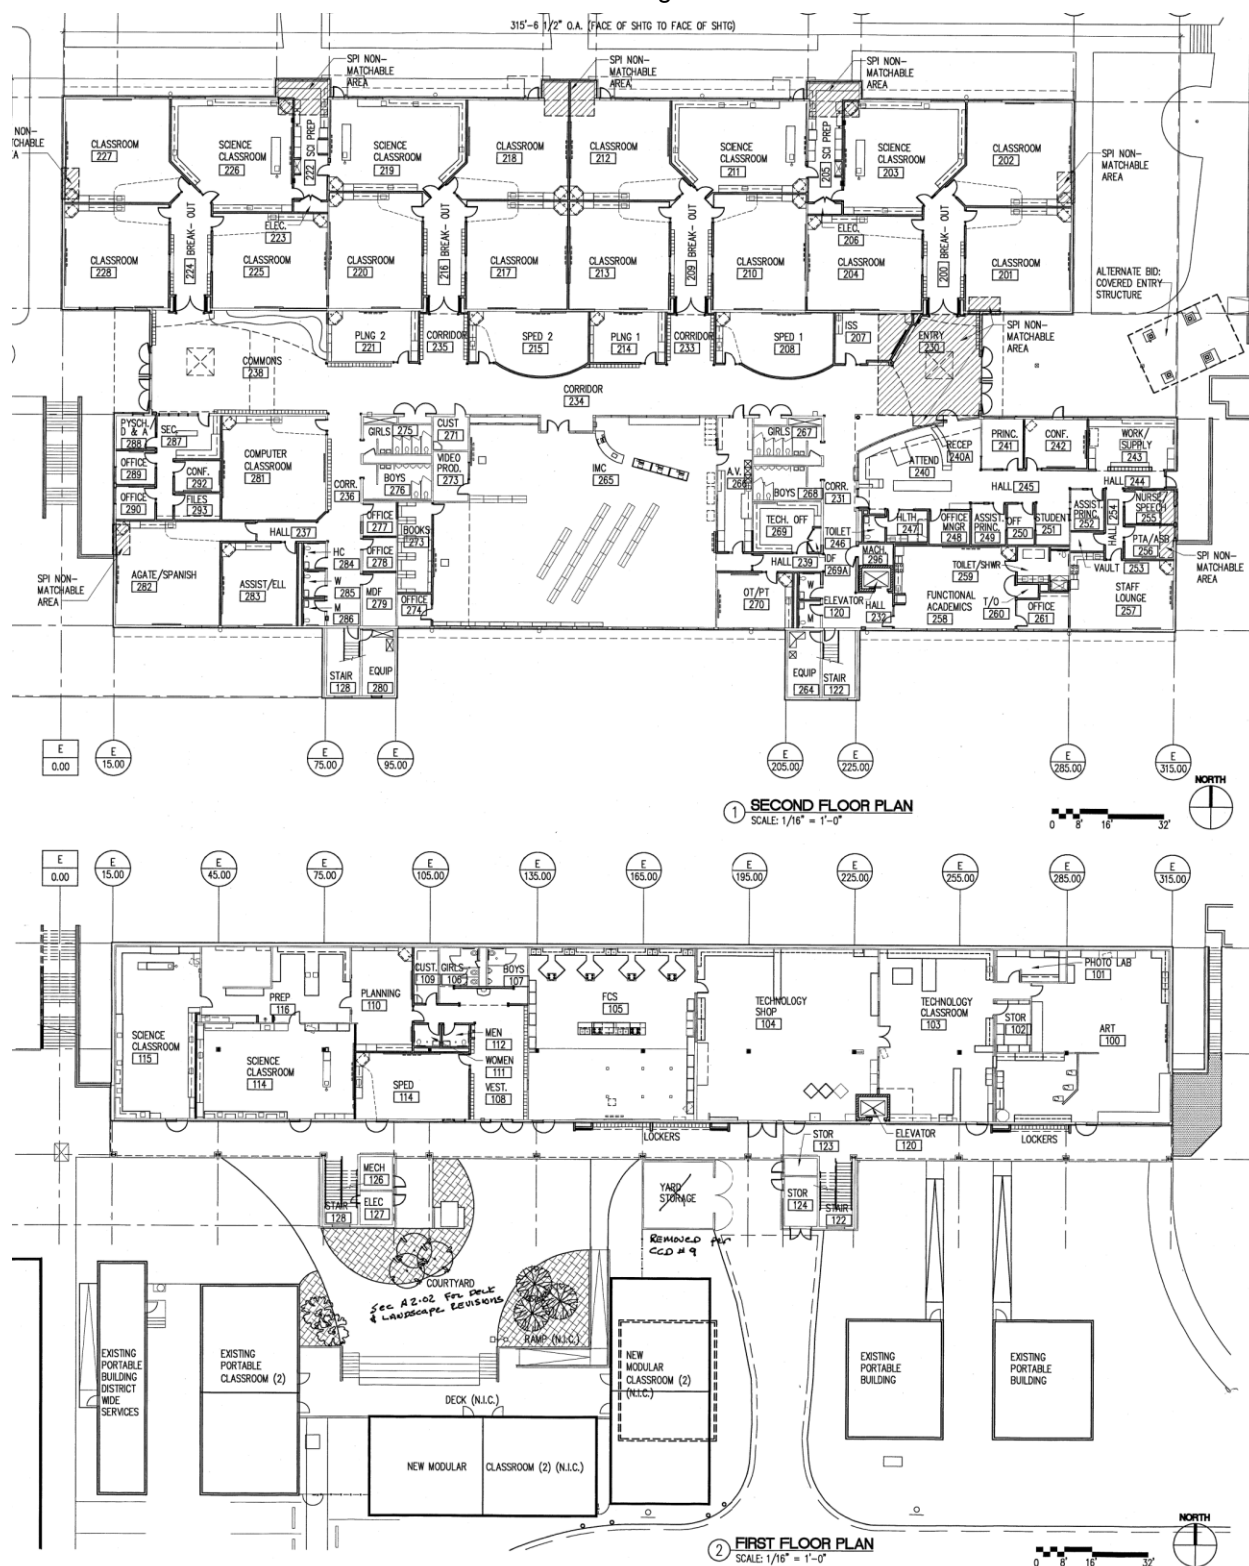 315'-6 1/2" O.A. (FACE OF SHTG TO FACE OF SHTG)
SPI NON-
MATCHABLE
AREA
SPI NON-
MATCHABLE
AREA
SPI NON-
MATCHABLE
AREA
NON-
CLASSROOM
227
SCIENCE
CLASSROOM
226
SCI PREP
222
SCIENCE
CLASSROOM
219
CLASSROOM
218
CLASSROOM
212
SCIENCE
CLASSROOM
211
SCI PREP
205
SCIENCE
CLASSROOM
203
CLASSROOM
202
SPI NON-
MATCHABLE
AREA
CLASSROOM
228
BREAK-OUT
224
ELEC.
223
CLASSROOM
225
CLASSROOM
220
BREAK-OUT
216
CLASSROOM
217
CLASSROOM
213
BREAK-OUT
209
CLASSROOM
210
ELEC.
206
CLASSROOM
204
BREAK-OUT
200
CLASSROOM
201
ALTERNATE BID:
COVERED ENTRY
STRUCTURE
PLNG 2
221
CORRIDOR
235
SPED 2
215
PLNG 1
214
CORRIDOR
233
SPED 1
208
ISS
207
ENTRY
230
SPI NON-
MATCHABLE
AREA
COMMONS
238
CORRIDOR
234
PYSCH./
D & A
288
SEC.
287
OFFICE
289
CONF.
292
OFFICE
290
FILES
293
COMPUTER
CLASSROOM
281
HALL 237
CORR.
236
GIRLS 275
BOYS
276
CUST
271
VIDEO
PROD.
273
OFFICE
277
OFFICE
278
BOOKS
273
OFFICE
274
IMC
265
A.V.
266
GIRLS 267
BOYS 268
TECH. OFF
269
HALL 239
OT/PT
270
CORR.
231
TOILET
246
DF
269A
MACH.
296
ELEVATOR
120
HALL
232
ATTEND
240
RECEP
240A
PRINC.
241
CONF.
242
WORK/
SUPPLY
243
HALL
244
HALL 245
HLTH
247
OFFICE
MNGR
248
ASSIST.
PRINC.
249
OFF
250
STUDENT
251
ASSIST.
PRINC.
252
HALL
254
NURSE
SPEECH
255
PTA/ASB
256
VAULT 253
SPI NON-
MATCHABLE
AREA
TOILET/SHWR
259
FUNCTIONAL
ACADEMICS
258
T/O
260
OFFICE
261
STAFF
LOUNGE
257
SPI NON-
MATCHABLE
AREA
AGATE/SPANISH
282
ASSIST/ELL
283
HC
284
W
285
M
286
MDF
279
W
M
STAIR
128
EQUIP
280
EQUIP
264
STAIR
122
E
0.00
E
15.00
E
75.00
E
95.00
E
205.00
E
225.00
E
285.00
E
315.00
1 SECOND FLOOR PLAN
SCALE: 1/16" = 1'-0"
0 8' 16' 32'
NORTH
E
0.00
E
15.00
E
45.00
E
75.00
E
105.00
E
135.00
E
165.00
E
195.00
E
225.00
E
255.00
E
285.00
E
315.00
SCIENCE
CLASSROOM
115
PREP
116
SCIENCE
CLASSROOM
114
PLANNING
110
CUST.
109
GIRLS
106
BOYS
107
MEN
112
WOMEN
111
VEST.
108
SPED
114
FCS
105
TECHNOLOGY
SHOP
104
TECHNOLOGY
CLASSROOM
103
STOR
102
PHOTO LAB
101
ART
100
LOCKERS
STOR
123
ELEVATOR
120
LOCKERS
MECH
126
ELEC
127
STAIR
128
YARD
STORAGE
STOR
124
STAIR
122
REMOVED per
CCD # 9
COURTYARD
See A2.02 For Deck
& LANDSCAPE REVISIONS
RAMP (N.I.C.)
DECK (N.I.C.)
EXISTING
PORTABLE
BUILDING
DISTRICT
WIDE
SERVICES
EXISTING
PORTABLE
CLASSROOM (2)
NEW
MODULAR
CLASSROOM (2)
(N.I.C.)
EXISTING
PORTABLE
BUILDING
EXISTING
PORTABLE
BUILDING
NEW MODULAR CLASSROOM (2) (N.I.C.)
2 FIRST FLOOR PLAN
SCALE: 1/16" = 1'-0"
0 8' 16' 32'
NORTH